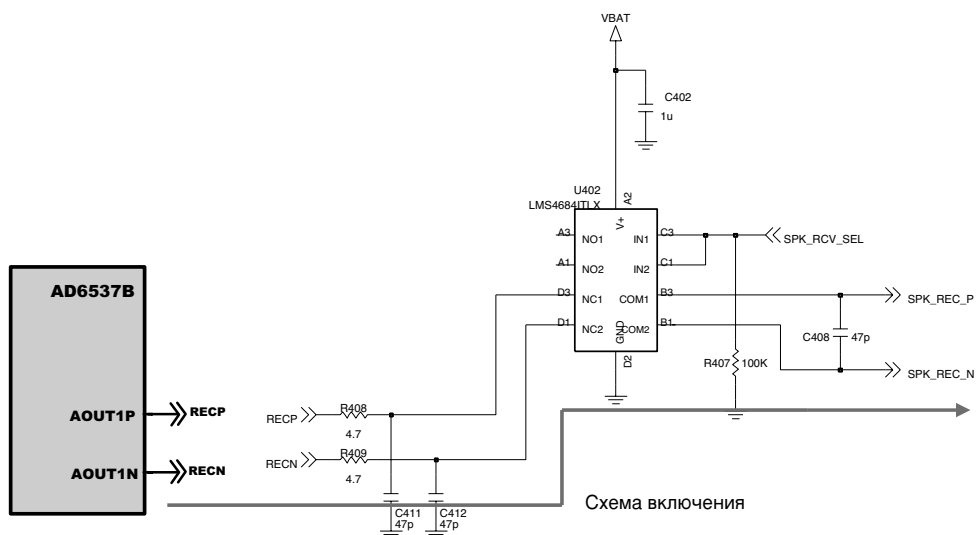 VBAT
C402
1u
U402
LMS4684ITLX
A2
V+
A3 NO1 IN1 C3
SPK_RCV_SEL
A1 NO2 IN2 C1
AD6537B
D3 NC1 COM1 B3
SPK_REC_P
D1 NC2 COM2 B1
GND
C408 47p
D2
R407 100K
SPK_REC_N
AOUT1P RECP
RECP R408
4.7
AOUT1N RECN
RECN R409
4.7
Схема включения
C411 C412
47p 47p